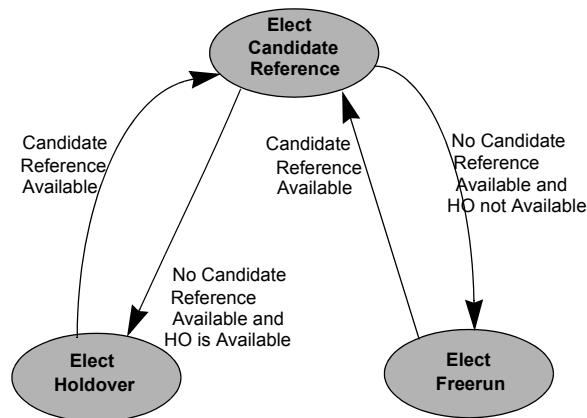 Elect
Candidate
Reference
Candidate
Reference
Available
Candidate
Reference
Available
No Candidate
Reference
Available and
HO not Available
No Candidate
Reference
Available and
HO is Available
Elect
Holdover
Elect
Freerun